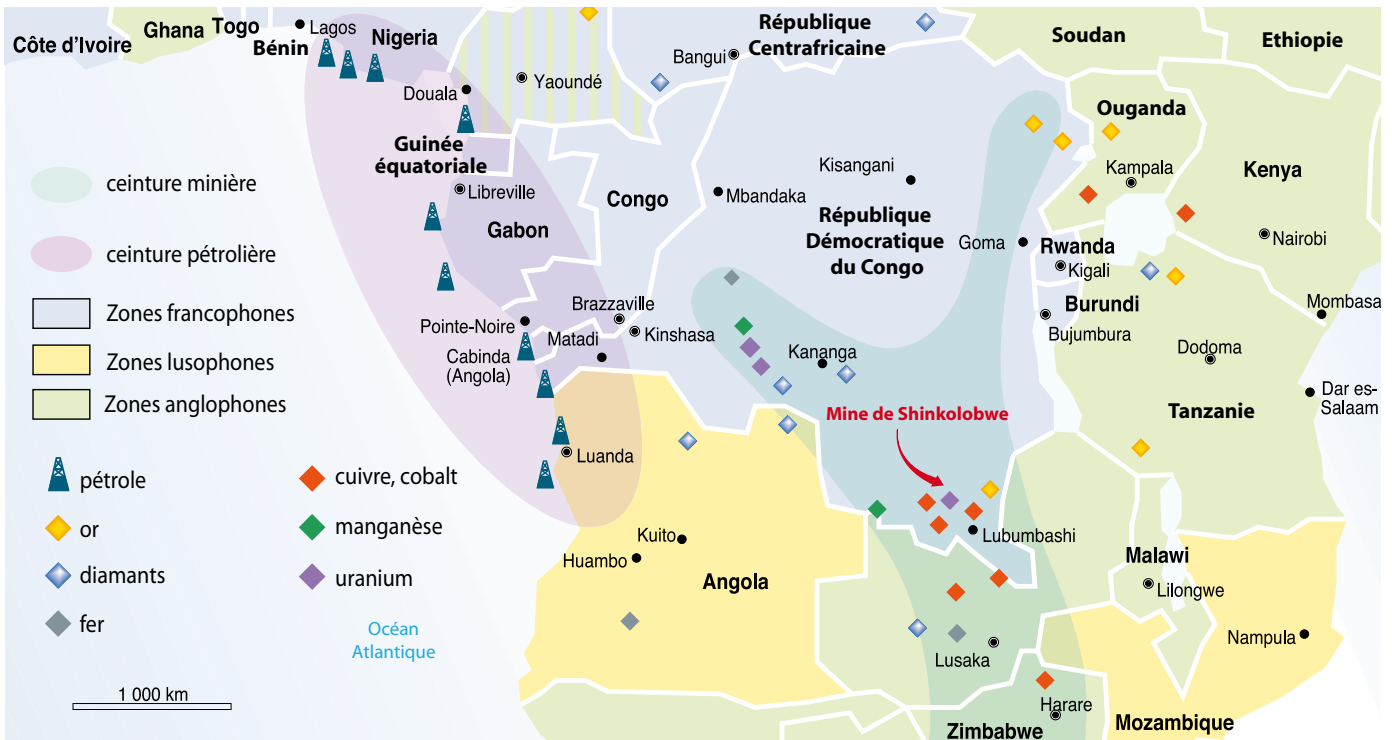 Côte d'Ivoire
Ghana
Togo
Bénin
Lagos
Nigeria
Douala
Yaoundé
Bangui
République
Centrafricaine
Soudan
Ethiopie
Guinée
équatoriale
Libreville
Gabon
Congo
Mbandaka
Kisangani
République
Démocratique
du Congo
Goma
Ouganda
Kampala
Kenya
Nairobi
Rwanda
Kigali
Burundi
Bujumbura
Mombasa
Dodoma
Dar es-
Salaam
Tanzanie
Brazzaville
Kinshasa
Pointe-Noire
Matadi
Cabinda
(Angola)
Kananga
Mine de Shinkolobwe
Luanda
Lubumbashi
Kuito
Huambo
Angola
Malawi
Lilongwe
Nampula
Lusaka
Harare
Zimbabwe
Mozambique
ceinture minière
ceinture pétrolière
Zones francophones
Zones lusophones
Zones anglophones
pétrole
or
diamants
fer
cuivre, cobalt
manganèse
uranium
Océan
Atlantique
1 000 km